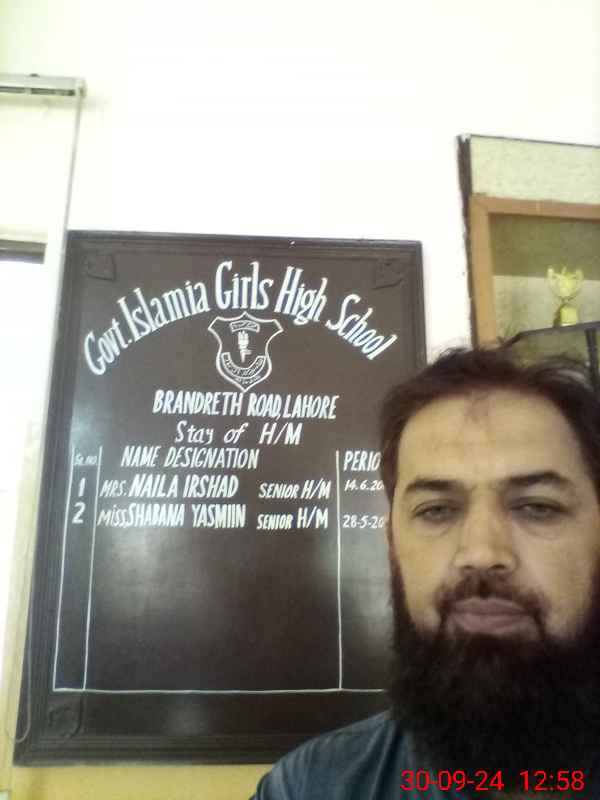 Govt. Islamia Girls High School
BRANDRETH ROAD, LAHORE
Stay of H/M
Sr. no. NAME DESIGNATION PERIO
1 MRS. NAILA IRSHAD SENIOR H/M 14.6.20
2 MISS, SHABANA YASMIIN SENIOR H/M 28-5-20
30-09-24 12:58